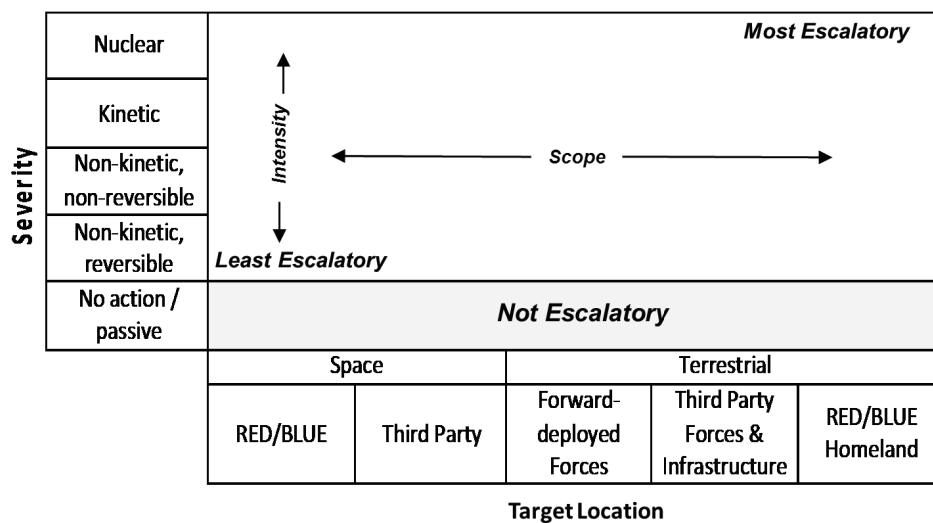 Nuclear
Most Escalatory
Kinetic
Severity
Intensity
Scope
Non-kinetic,
non-reversible
Non-kinetic,
reversible
Least Escalatory
No action /
passive
Not Escalatory
Space
Terrestrial
RED/BLUE
Third Party
Forward-
deployed
Forces
Third Party
Forces &
Infrastructure
RED/BLUE
Homeland
Target Location